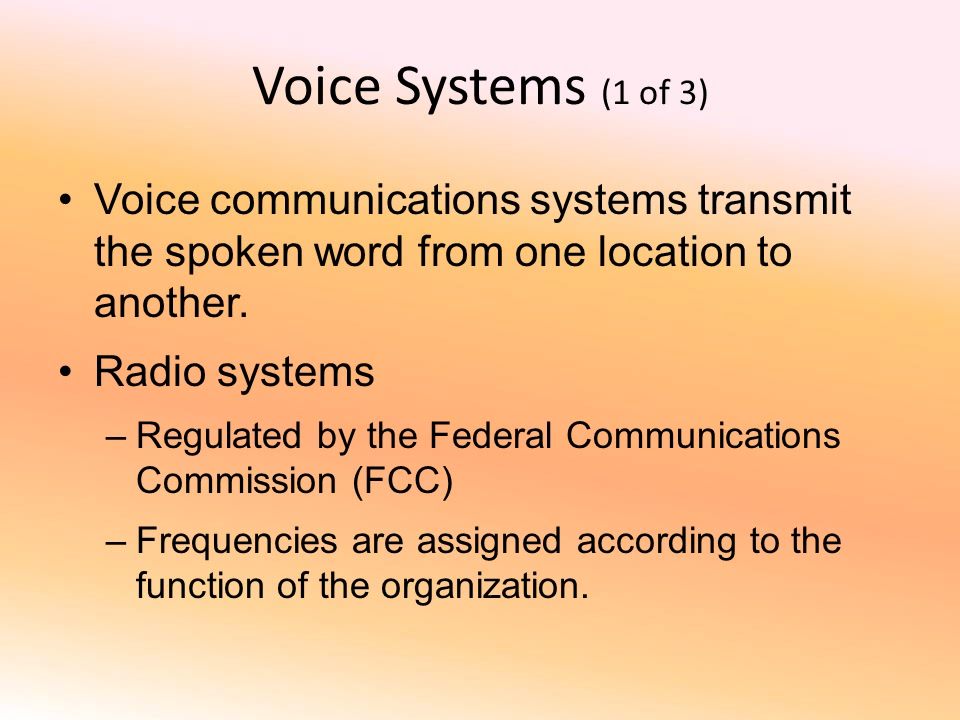 Voice Systems (1 of 3)
• Voice communications systems transmit
the spoken word from one location to
another.
• Radio systems
– Regulated by the Federal Communications
Commission (FCC)
– Frequencies are assigned according to the
function of the organization.